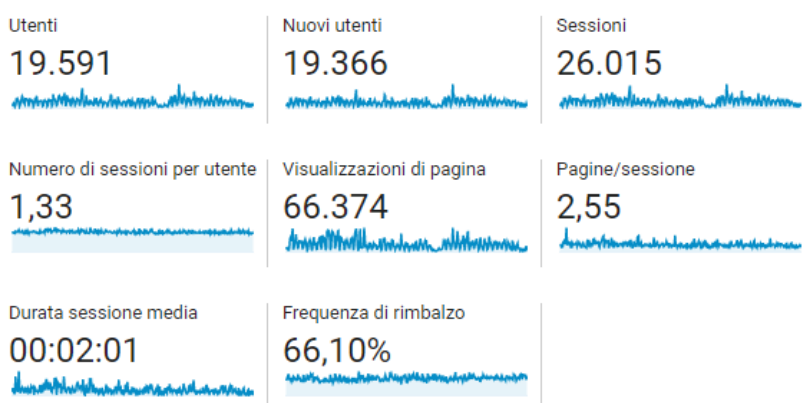 Utenti
19.591
Nuovi utenti
19.366
Sessioni
26.015
Numero di sessioni per utente
1,33
Visualizzazioni di pagina
66.374
Pagine/sessione
2,55
Durata sessione media
00:02:01
Frequenza di rimbalzo
66,10%